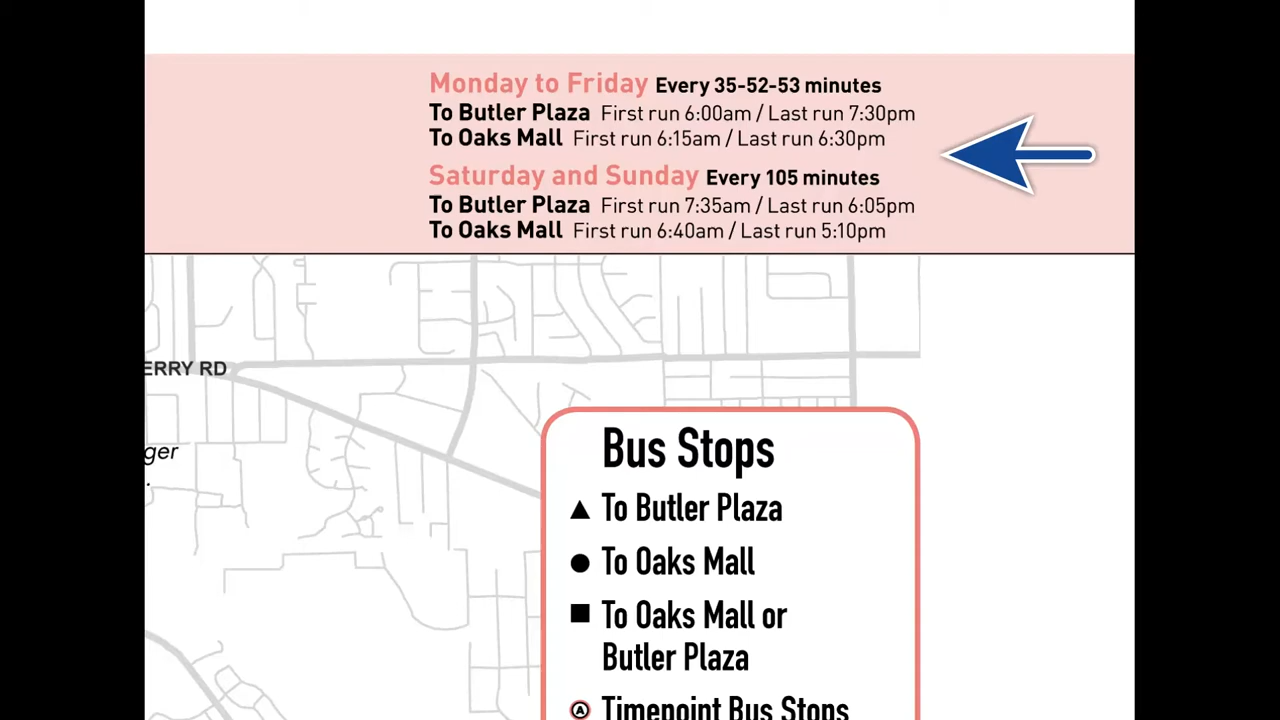 Monday to Friday Every 35-52-53 minutes
To Butler Plaza First run 6:00am / Last run 7:30pm
To Oaks Mall First run 6:15am / Last run 6:30pm
Saturday and Sunday Every 105 minutes
To Butler Plaza First run 7:35am / Last run 6:05pm
To Oaks Mall First run 6:40am / Last run 5:10pm
ERRY RD
ger
.
Bus Stops
To Butler Plaza
To Oaks Mall
To Oaks Mall or
Butler Plaza
A Timepoint Bus Stops